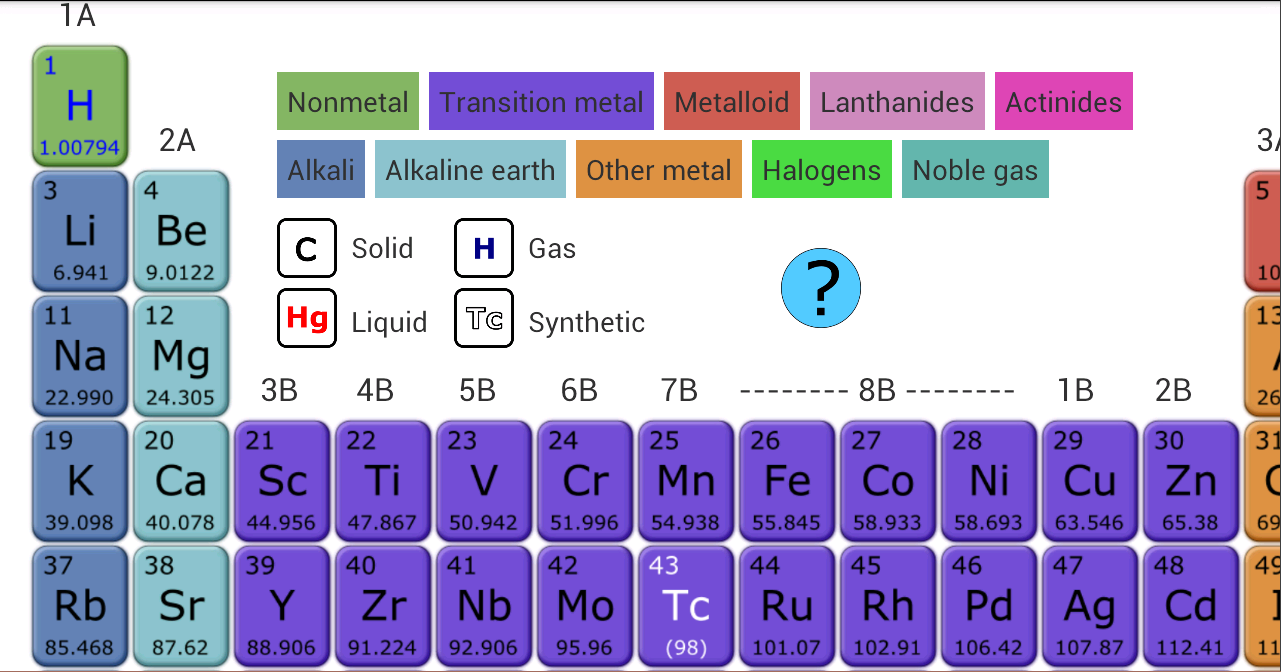 1A
1
H
1.00794
Nonmetal Transition metal Metalloid Lanthanides Actinides
2A
Alkali Alkaline earth Other metal Halogens Noble gas
3 4 5
Li Be
6.941 9.0122 10
C Solid H Gas
?
Hg Liquid Tc Synthetic
11 12 13
Na Mg
22.990 24.305 26
3B 4B 5B 6B 7B -------- 8B -------- 1B 2B
19 20 21 22 23 24 25 26 27 28 29 30 31
K Ca Sc Ti V Cr Mn Fe Co Ni Cu Zn
39.098 40.078 44.956 47.867 50.942 51.996 54.938 55.845 58.933 58.693 63.546 65.38 69
37 38 39 40 41 42 43 44 45 46 47 48 49
Rb Sr Y Zr Nb Mo Tc Ru Rh Pd Ag Cd
85.468 87.62 88.906 91.224 92.906 95.96 (98) 101.07 102.91 106.42 107.87 112.41 11